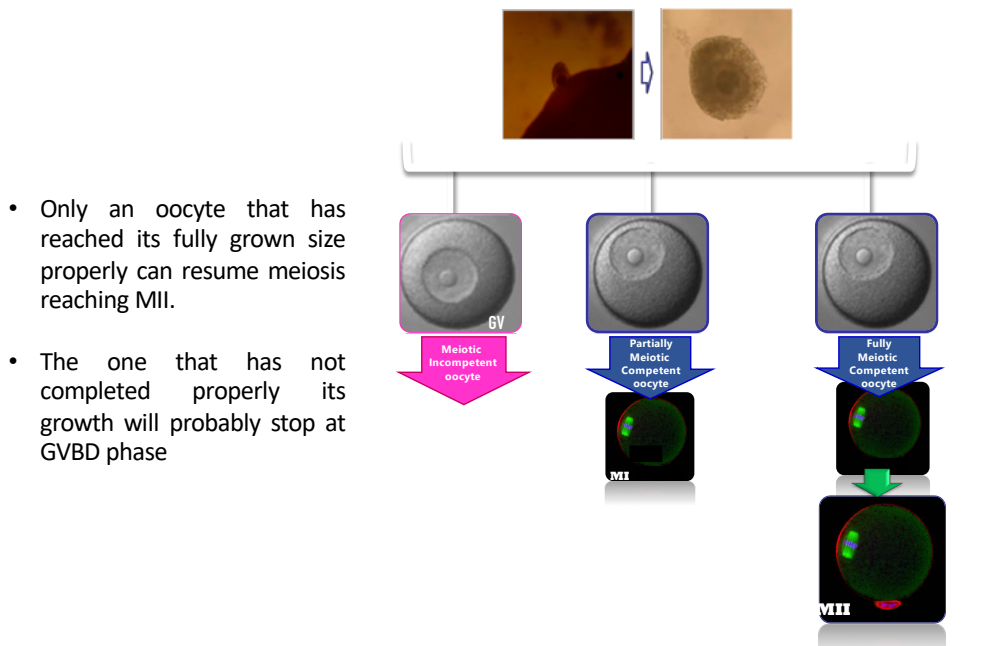 • Only an oocyte that has
reached its fully grown size
properly can resume meiosis
reaching MII.
• The one that has not
completed properly its
growth will probably stop at
GVBD phase
GV
Meiotic
Incompetent
oocyte
Partially
Meiotic
Competent
oocyte
MI
Fully
Meiotic
Competent
oocyte
MII